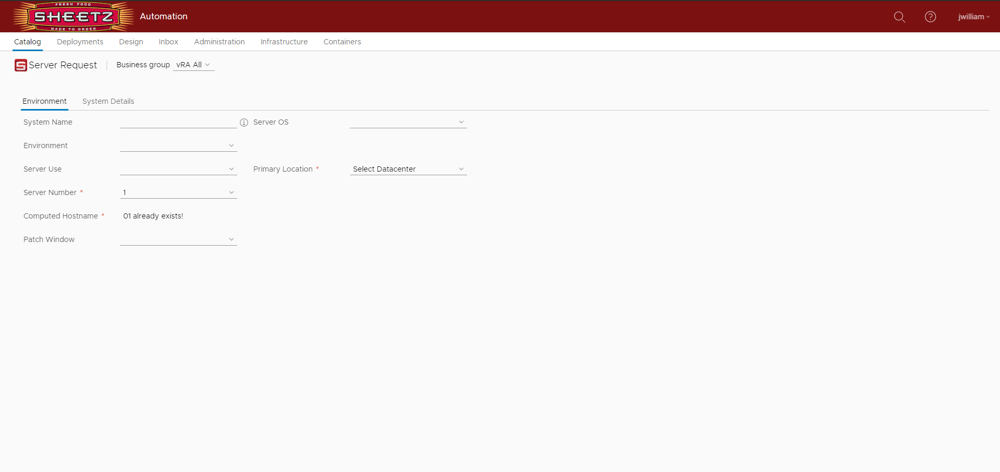 FRESH FOOD
SHEETZ
MADE TO ORDER
Automation
jwilliam
Catalog Deployments Design Inbox Administration Infrastructure Containers
S Server Request Business group vRA All
Environment System Details
System Name Server OS
Environment
Server Use Primary Location * Select Datacenter
Server Number * 1
Computed Hostname * 01 already exists!
Patch Window